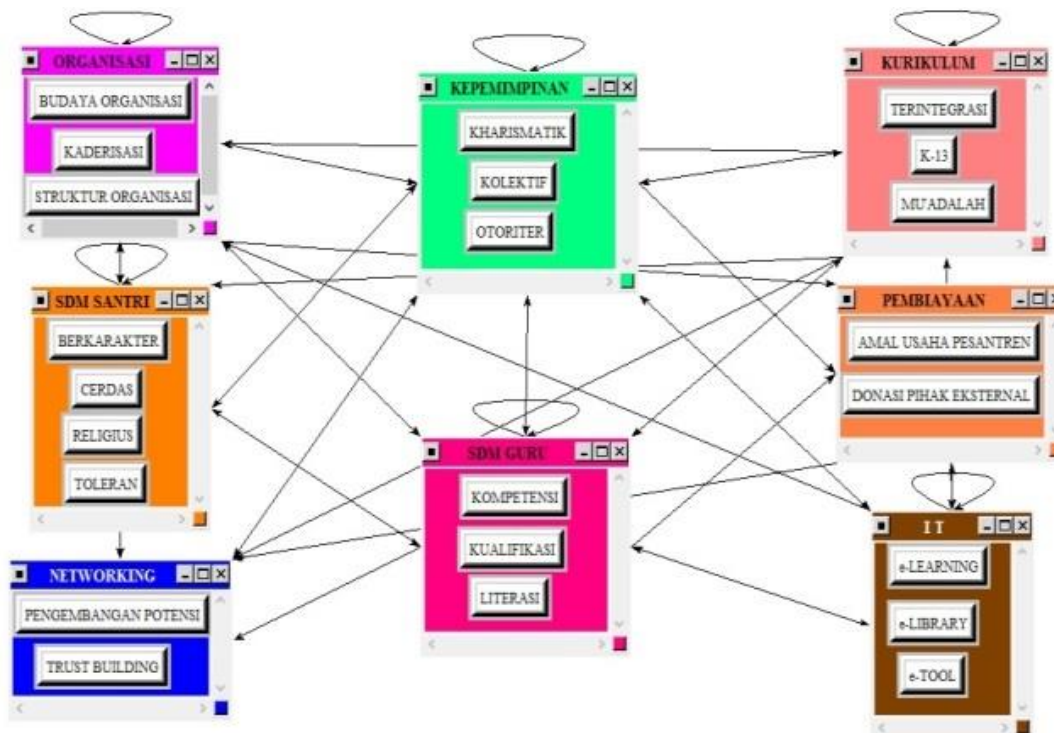 ORGANISASI
BUDAYA ORGANISASI
KADERISASI
STRUKTUR ORGANISASI
KEPEMIMPINAN
KHARISMATIK
KOLEKTIF
OTORITER
KURIKULUM
TERINTEGRASI
K-13
MU'ADALAH
SDM SANTRI
BERKARAKTER
CERDAS
RELIGIUS
TOLERAN
SDM GURU
KOMPETENSI
KUALIFIKASI
LITERASI
PEMBIAYAAN
AMAL USAHA PESANTREN
DONASI PIHAK EKSTERNAL
NETWORKING
PENGEMBANGAN POTENSI
TRUST BUILDING
I T
e-LEARNING
e-LIBRARY
e-TOOL